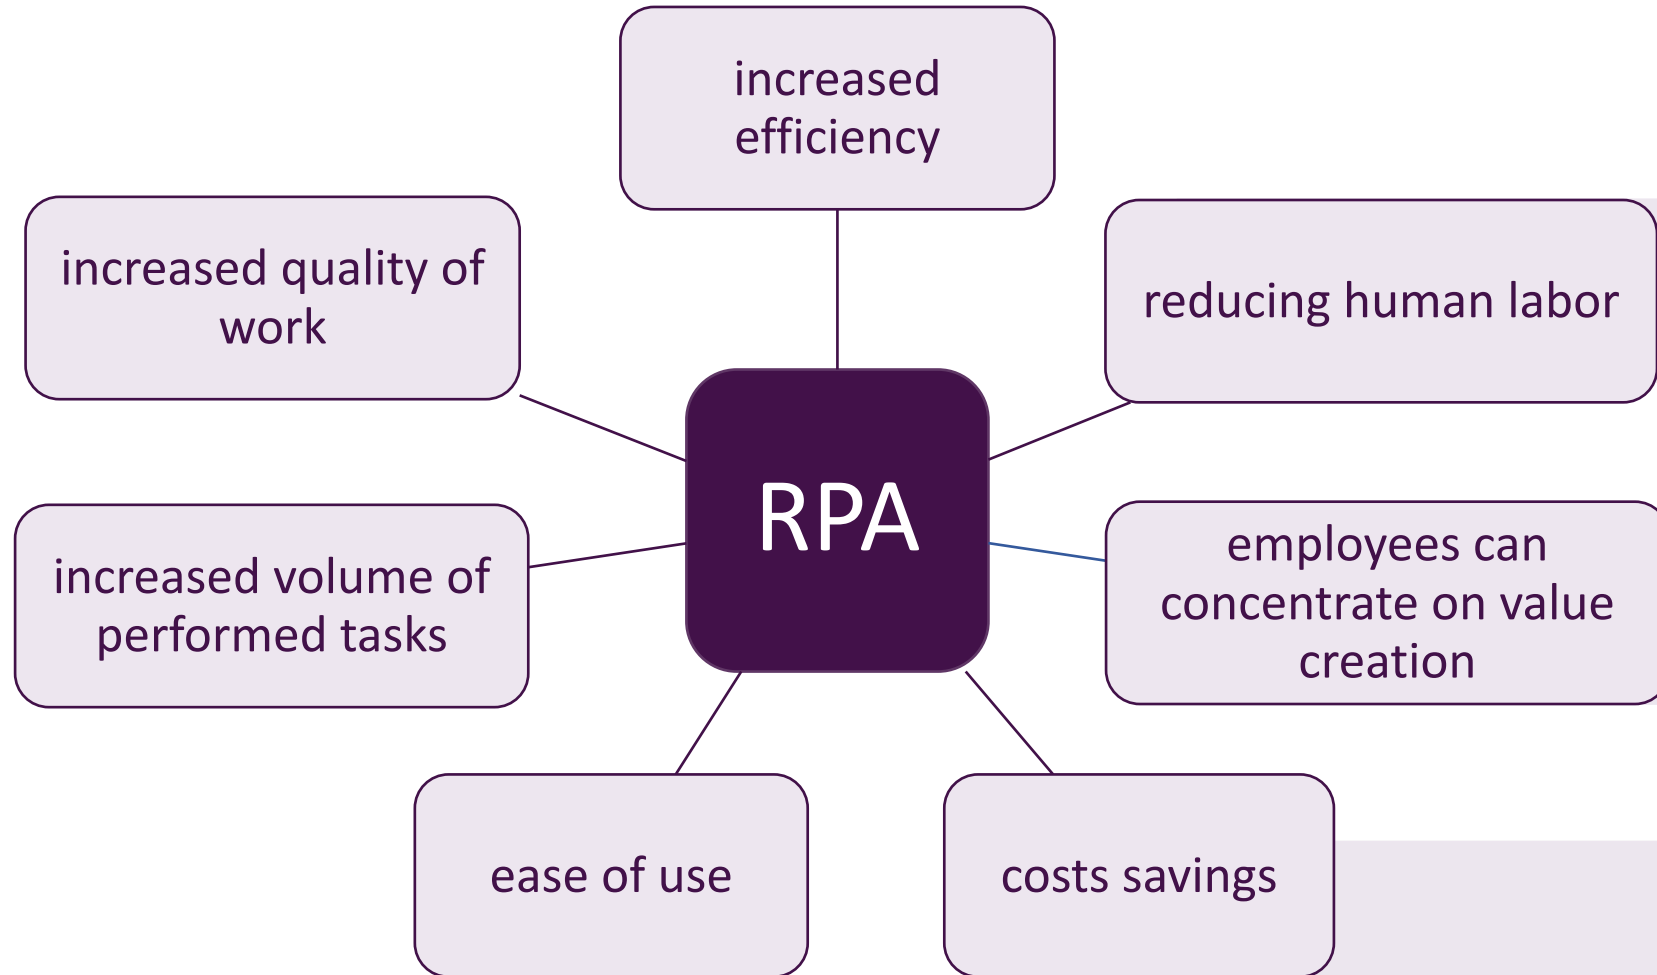 increased
efficiency
increased quality of
work
reducing human labor
RPA
increased volume of
performed tasks
employees can
concentrate on value
creation
ease of use
costs savings